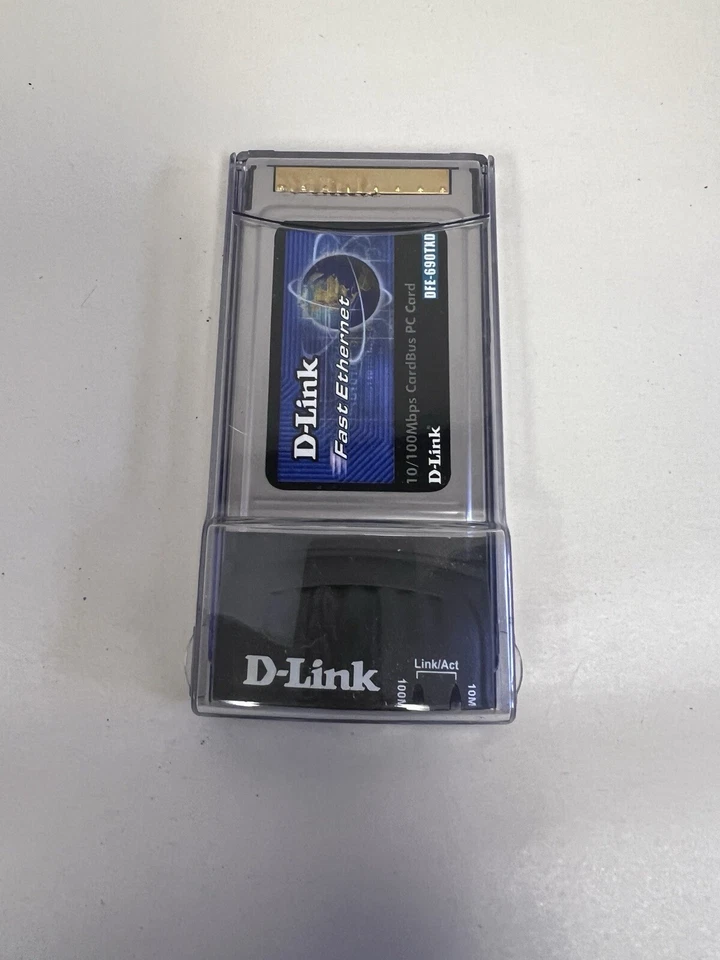 D-Link
Fast Ethernet
10/100Mbps CardBus PC Card
D-Link
DFE-690TXD
D-Link
Link/Act
100M
10M